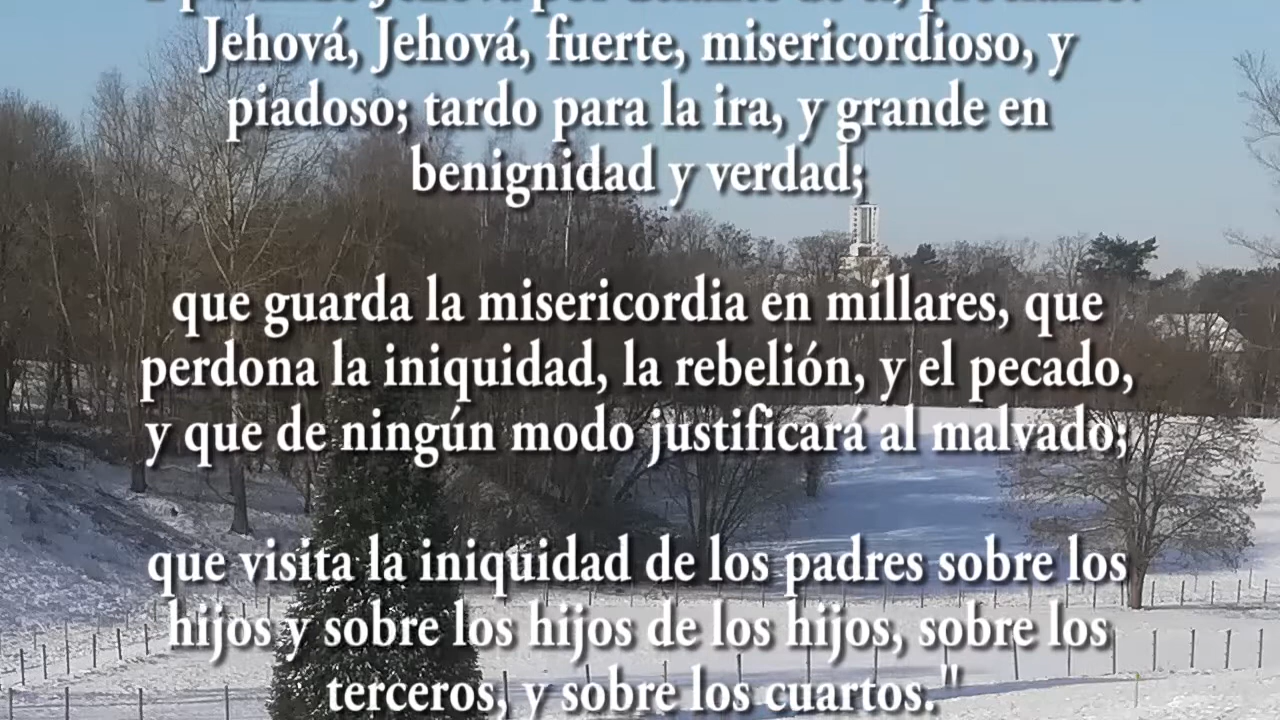 Jehová, Jehová, fuerte, misericordioso, y
piadoso; tardo para la ira, y grande en
benignidad y verdad;
que guarda la misericordia en millares, que
perdona la iniquidad, la rebelión, y el pecado,
y que de ningún modo justificará al malvado;
que visita la iniquidad de los padres sobre los
hijos y sobre los hijos de los hijos, sobre los
terceros, y sobre los cuartos."